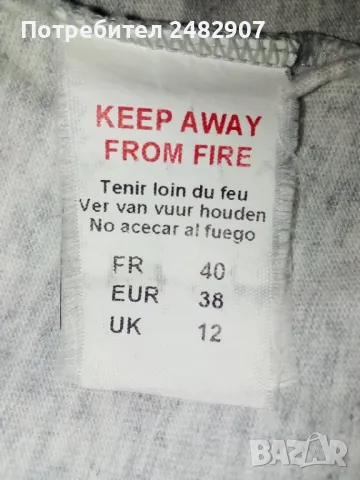 Потребител 2482907
KEEP AWAY
FROM FIRE
Tenir loin du feu
Ver van vuur houden
No acecar al fuego
FR 40
EUR 38
UK 12
BAZAR